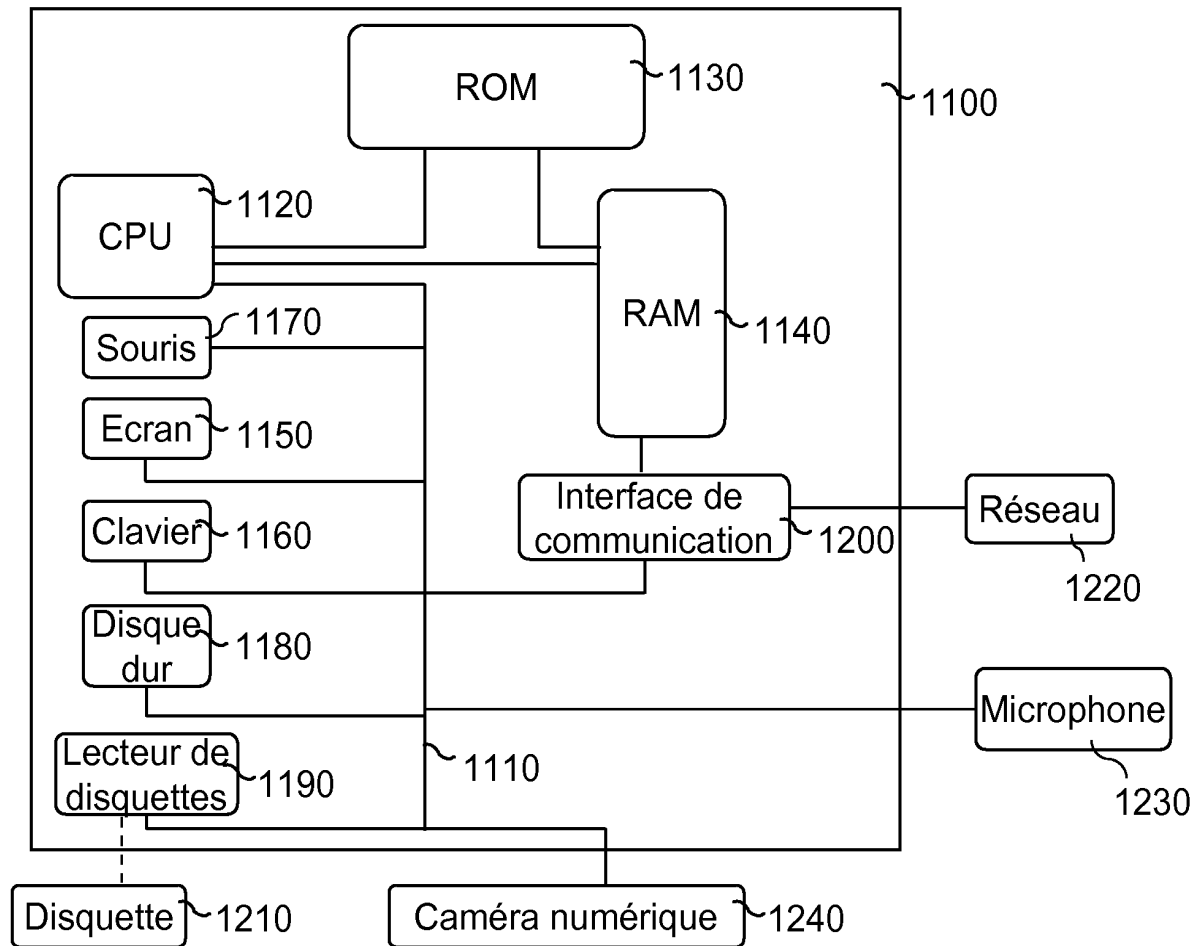 ROM
1130
1100
CPU
1120
RAM
1140
Souris
1170
Ecran
1150
Clavier
1160
Interface de
communication
1200
Réseau
1220
Disque
dur
1180
Microphone
1230
Lecteur de
disquettes
1190
1110
Disquette
1210
Caméra numérique
1240